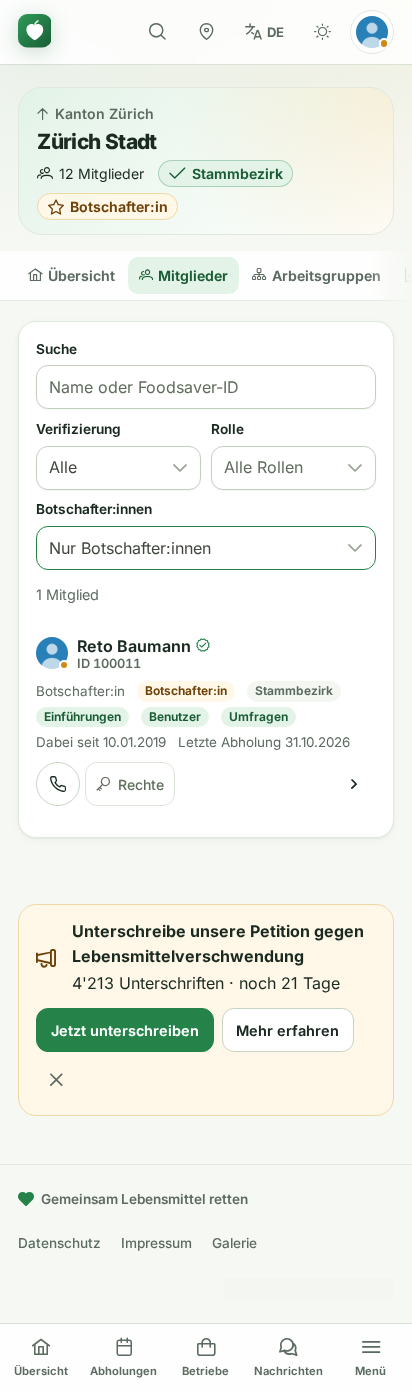 DE
Kanton Zürich
Zürich Stadt
12 Mitglieder Stammbezirk
Botschafter:in
Übersicht Mitglieder Arbeitsgruppen
Suche
Name oder Foodsaver-ID
Verifizierung Rolle
Alle Alle Rollen
Botschafter:innen
Nur Botschafter:innen
1 Mitglied
Reto Baumann
ID 100011
Botschafter:in Botschafter:in Stammbezirk
Einführungen Benutzer Umfragen
Dabei seit 10.01.2019 Letzte Abholung 31.10.2026
Rechte
Unterschreibe unsere Petition gegen
Lebensmittelverschwendung
4'213 Unterschriften · noch 21 Tage
Jetzt unterschreiben Mehr erfahren
Gemeinsam Lebensmittel retten
Datenschutz Impressum Galerie
Übersicht Abholungen Betriebe Nachrichten Menü